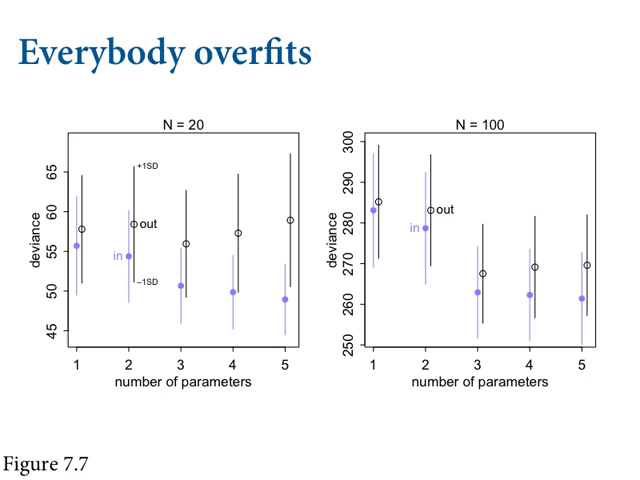 Everybody overfits
N = 20
deviance
65
60
55
50
45
+1SD
out
in
–1SD
1 2 3 4 5
number of parameters
N = 100
deviance
300
290
280
270
260
250
out
in
1 2 3 4 5
number of parameters
Figure 7.7